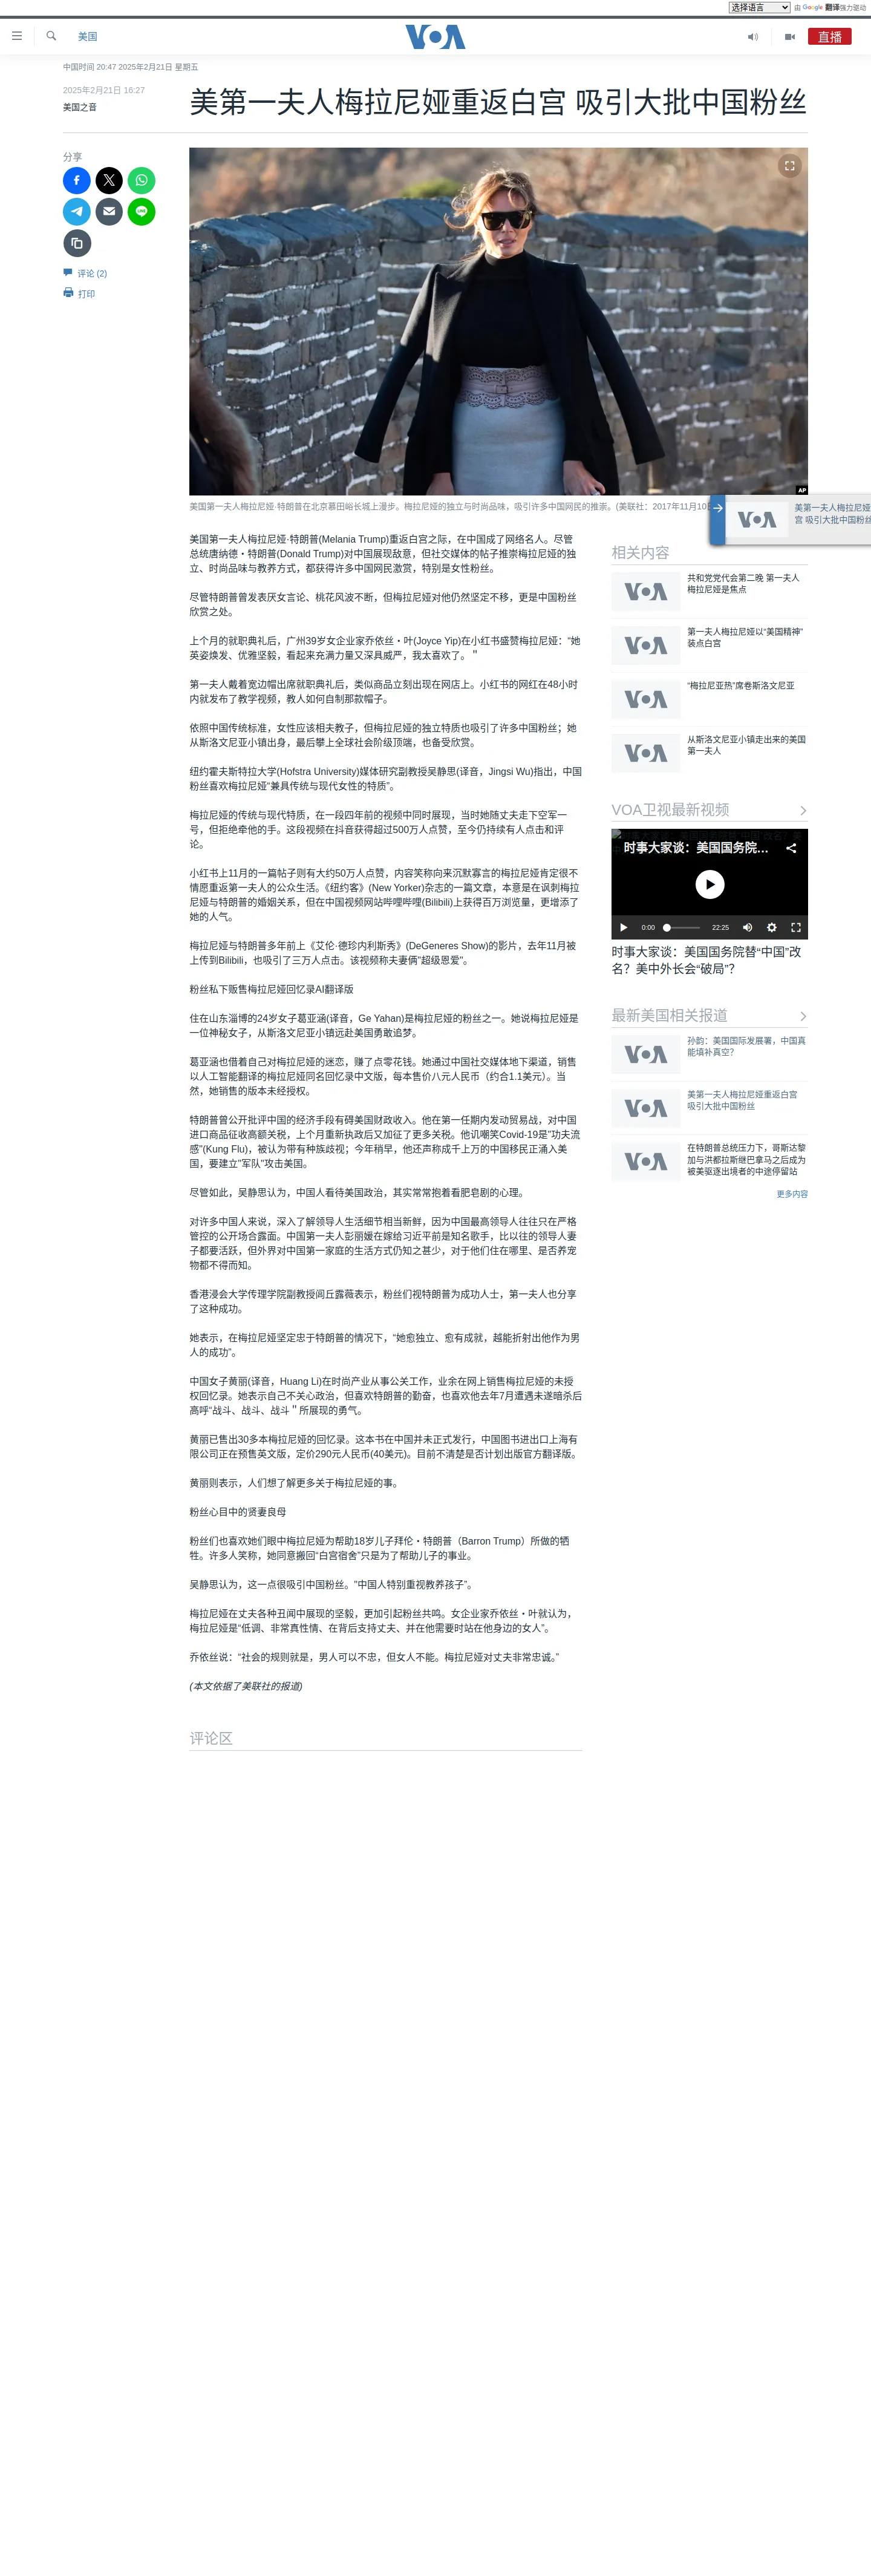 选择语言
由 Google 翻译强力驱动
美国
VOA
直播
中国时间 20:47 2025年2月21日 星期五
2025年2月21日 16:27
美国之音
美第一夫人梅拉尼娅重返白宫 吸引大批中国粉丝
分享
评论 (2)
打印
AP
美国第一夫人梅拉尼娅·特朗普在北京慕田峪长城上漫步。梅拉尼娅的独立与时尚品味，吸引许多中国网民的推崇。(美联社：2017年11月10日
美第一夫人梅拉尼娅
宫 吸引大批中国粉丝
美国第一夫人梅拉尼娅·特朗普(Melania Trump)重返白宫之际，在中国成了网络名人。尽管
总统唐纳德・特朗普(Donald Trump)对中国展现敌意，但社交媒体的帖子推崇梅拉尼娅的独
立、时尚品味与教养方式，都获得许多中国网民激赏，特别是女性粉丝。
尽管特朗普曾发表厌女言论、桃花风波不断，但梅拉尼娅对他仍然坚定不移，更是中国粉丝
欣赏之处。
上个月的就职典礼后，广州39岁女企业家乔依丝・叶(Joyce Yip)在小红书盛赞梅拉尼娅：“她
英姿焕发、优雅坚毅，看起来充满力量又深具威严，我太喜欢了。＂
第一夫人戴着宽边帽出席就职典礼后，类似商品立刻出现在网店上。小红书的网红在48小时
内就发布了教学视频，教人如何自制那款帽子。
依照中国传统标准，女性应该相夫教子，但梅拉尼娅的独立特质也吸引了许多中国粉丝；她
从斯洛文尼亚小镇出身，最后攀上全球社会阶级顶端，也备受欣赏。
纽约霍夫斯特拉大学(Hofstra University)媒体研究副教授吴静思(译音，Jingsi Wu)指出，中国
粉丝喜欢梅拉尼娅“兼具传统与现代女性的特质”。
梅拉尼娅的传统与现代特质，在一段四年前的视频中同时展现，当时她随丈夫走下空军一
号，但拒绝牵他的手。这段视频在抖音获得超过500万人点赞，至今仍持续有人点击和评
论。
小红书上11月的一篇帖子则有大约50万人点赞，内容笑称向来沉默寡言的梅拉尼娅肯定很不
情愿重返第一夫人的公众生活。《纽约客》(New Yorker)杂志的一篇文章，本意是在讽刺梅拉
尼娅与特朗普的婚姻关系，但在中国视频网站哔哩哔哩(Bilibili)上获得百万浏览量，更增添了
她的人气。
梅拉尼娅与特朗普多年前上《艾伦·德珍内利斯秀》(DeGeneres Show)的影片，去年11月被
上传到Bilibili，也吸引了三万人点击。该视频称夫妻俩"超级恩爱"。
粉丝私下贩售梅拉尼娅回忆录AI翻译版
住在山东淄博的24岁女子葛亚涵(译音，Ge Yahan)是梅拉尼娅的粉丝之一。她说梅拉尼娅是
一位神秘女子，从斯洛文尼亚小镇远赴美国勇敢追梦。
葛亚涵也借着自己对梅拉尼娅的迷恋，赚了点零花钱。她通过中国社交媒体地下渠道，销售
以人工智能翻译的梅拉尼娅同名回忆录中文版，每本售价八元人民币（约合1.1美元）。当
然，她销售的版本未经授权。
特朗普曾公开批评中国的经济手段有碍美国财政收入。他在第一任期内发动贸易战，对中国
进口商品征收高额关税，上个月重新执政后又加征了更多关税。他讥嘲笑Covid-19是"功夫流
感"(Kung Flu)，被认为带有种族歧视；今年稍早，他还声称成千上万的中国移民正涌入美
国，要建立"军队"攻击美国。
尽管如此，吴静思认为，中国人看待美国政治，其实常常抱着看肥皂剧的心理。
对许多中国人来说，深入了解领导人生活细节相当新鲜，因为中国最高领导人往往只在严格
管控的公开场合露面。中国第一夫人彭丽媛在嫁给习近平前是知名歌手，比以往的领导人妻
子都要活跃，但外界对中国第一家庭的生活方式仍知之甚少，对于他们住在哪里、是否养宠
物都不得而知。
香港浸会大学传理学院副教授闾丘露薇表示，粉丝们视特朗普为成功人士，第一夫人也分享
了这种成功。
她表示，在梅拉尼娅坚定忠于特朗普的情况下，“她愈独立、愈有成就，越能折射出他作为男
人的成功”。
中国女子黄丽(译音，Huang Li)在时尚产业从事公关工作，业余在网上销售梅拉尼娅的未授
权回忆录。她表示自己不关心政治，但喜欢特朗普的勤奋，也喜欢他去年7月遭遇未遂暗杀后
高呼“战斗、战斗、战斗＂所展现的勇气。
黄丽已售出30多本梅拉尼娅的回忆录。这本书在中国并未正式发行，中国图书进出口上海有
限公司正在预售英文版，定价290元人民币(40美元)。目前不清楚是否计划出版官方翻译版。
黄丽则表示，人们想了解更多关于梅拉尼娅的事。
粉丝心目中的贤妻良母
粉丝们也喜欢她们眼中梅拉尼娅为帮助18岁儿子拜伦・特朗普（Barron Trump）所做的牺
牲。许多人笑称，她同意搬回“白宫宿舍”只是为了帮助儿子的事业。
吴静思认为，这一点很吸引中国粉丝。"中国人特别重视教养孩子"。
梅拉尼娅在丈夫各种丑闻中展现的坚毅，更加引起粉丝共鸣。女企业家乔依丝・叶就认为，
梅拉尼娅是“低调、非常真性情、在背后支持丈夫、并在他需要时站在他身边的女人”。
乔依丝说：“社会的规则就是，男人可以不忠，但女人不能。梅拉尼娅对丈夫非常忠诚。”
(本文依据了美联社的报道)
评论区
相关内容
VOA
共和党党代会第二晚 第一夫人
梅拉尼娅是焦点
VOA
第一夫人梅拉尼娅以“美国精神”
装点白宫
VOA
“梅拉尼亚热”席卷斯洛文尼亚
VOA
从斯洛文尼亚小镇走出来的美国
第一夫人
VOA卫视最新视频
时事大家谈：美国国务院…
0:00
22:25
时事大家谈：美国国务院替“中国”改
名？美中外长会“破局”？
最新美国相关报道
VOA
孙韵：美国国际发展署，中国真
能填补真空？
VOA
美第一夫人梅拉尼娅重返白宫
吸引大批中国粉丝
VOA
在特朗普总统压力下，哥斯达黎
加与洪都拉斯继巴拿马之后成为
被美驱逐出境者的中途停留站
更多内容